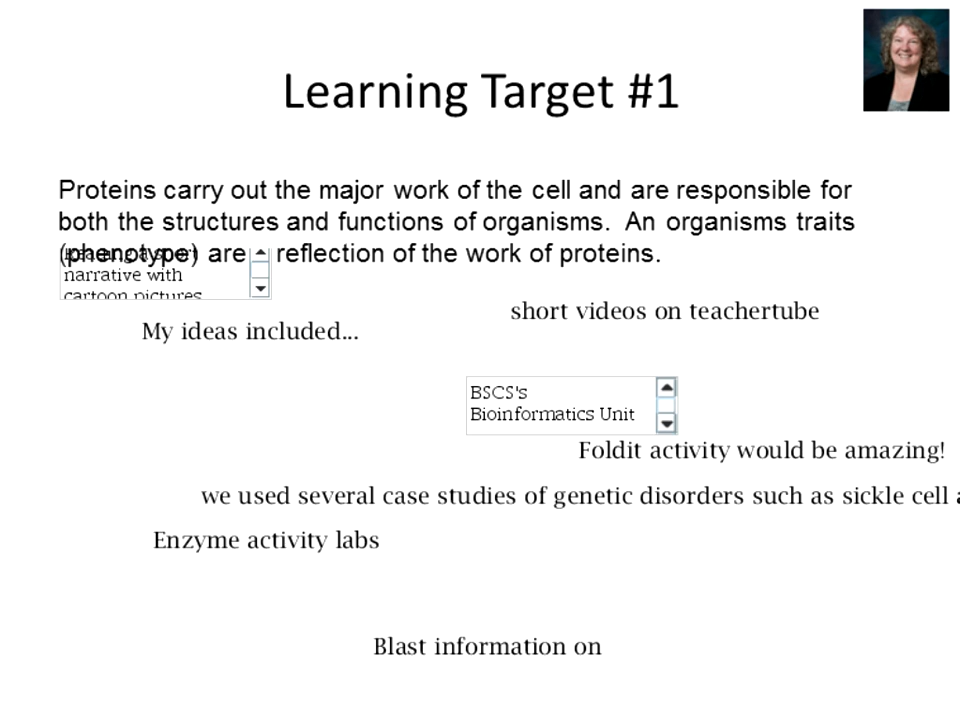 Learning Target #1
Proteins carry out the major work of the cell and are responsible for
both the structures and functions of organisms. An organisms traits
(phenotype) are reflection of the work of proteins.
narrative with
cartoon pictures
short videos on teachertube
My ideas included...
BSCS's
Bioinformatics Unit
Foldit activity would be amazing!
we used several case studies of genetic disorders such as sickle cell a
Enzyme activity labs
Blast information on